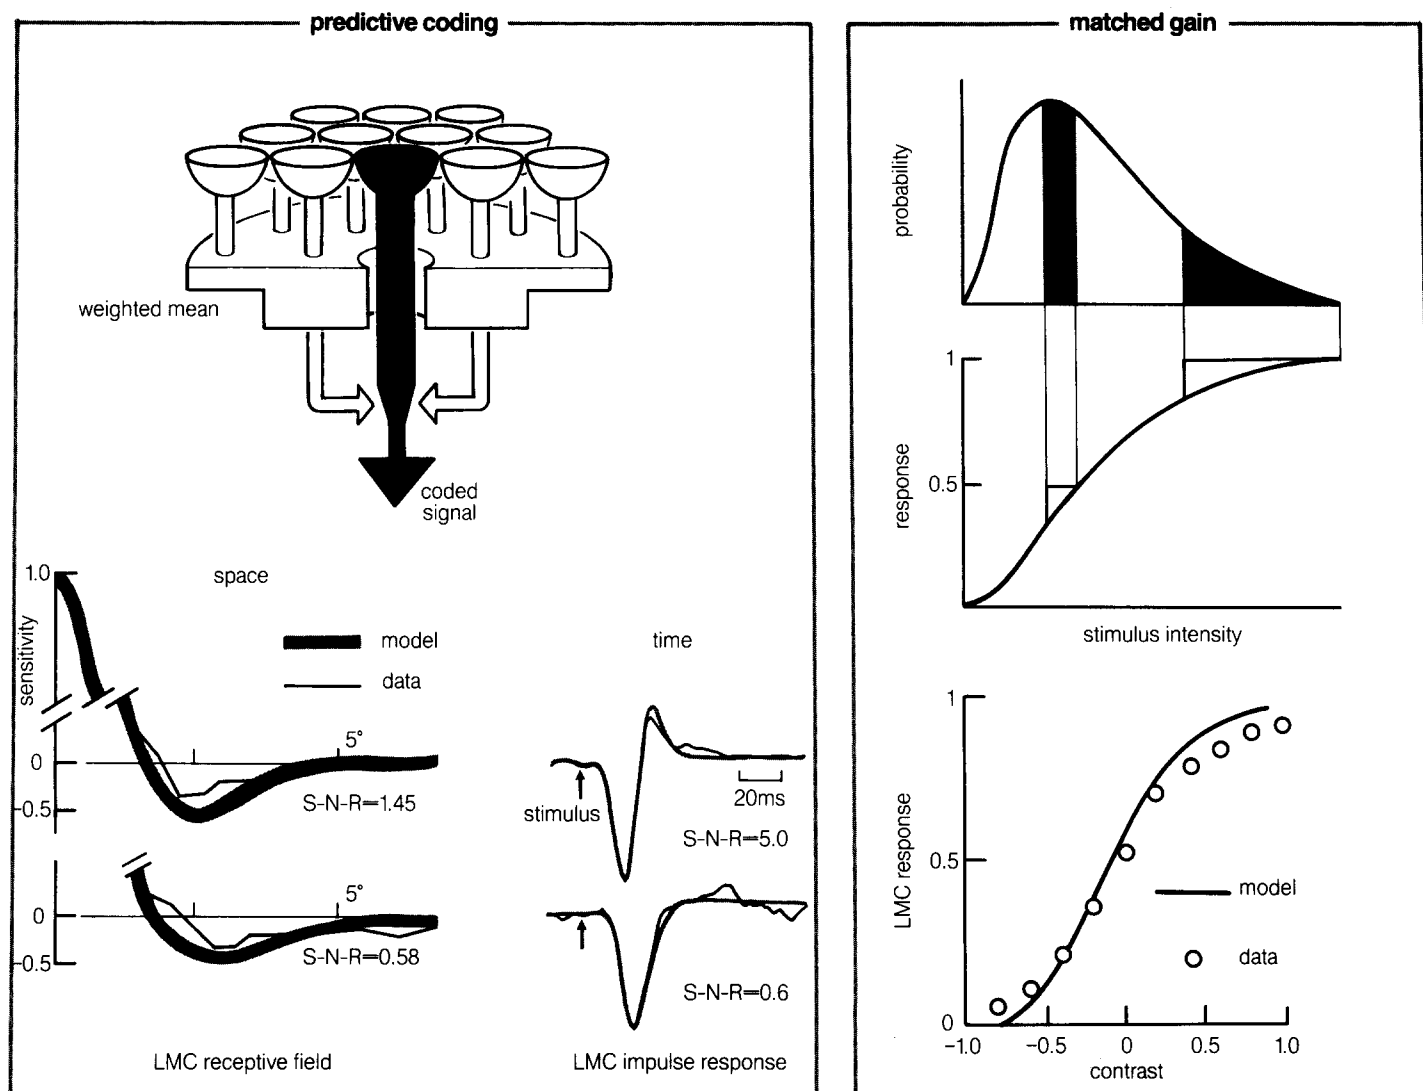 predictive coding
weighted mean
coded
signal
space
1.0
sensitivity
model
data
0
5°
-0.5
S-N-R=1.45
0
5°
-0.5
S-N-R=0.58
LMC receptive field
time
stimulus
20ms
S-N-R=5.0
S-N-R=0.6
LMC impulse response
matched gain
probability
1
response
0.5
stimulus intensity
1
LMC response
0.5
model
data
0
-1.0 -0.5 0 0.5 1.0
contrast